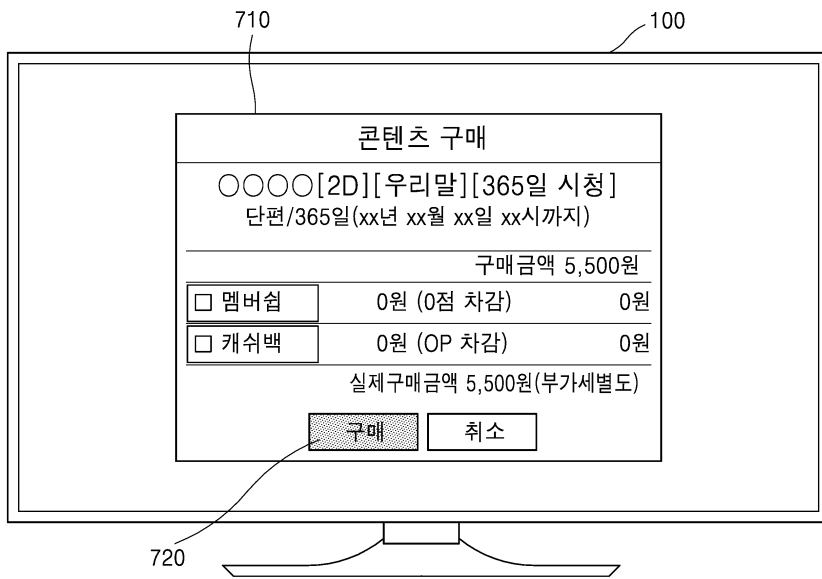 710
100
콘텐츠 구매
○○○○[2D][우리말][365일 시청]
단편/365일(xx년 xx월 xx일 xx시까지)
구매금액 5,500원
□ 멤버쉽 0원 (0점 차감) 0원
□ 캐쉬백 0원 (OP 차감) 0원
실제구매금액 5,500원(부가세별도)
구매 취소
720